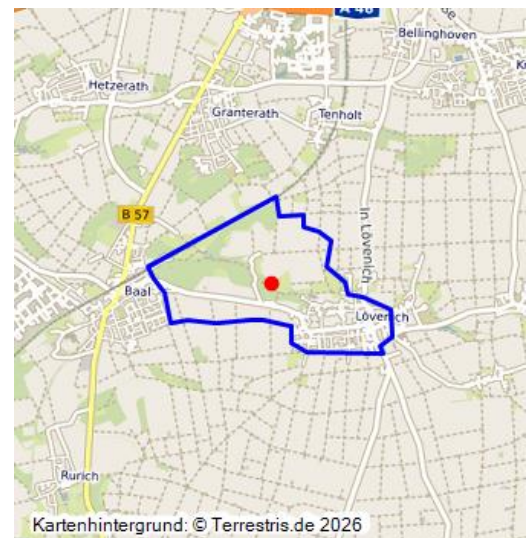 A 46
Bellinghoven
Hetzerath
Granterath
Tenholt
B 57
In Lövenich
Baal
Lövenich
Rurich
Kartenhintergrund: © Terrestris.de 2026